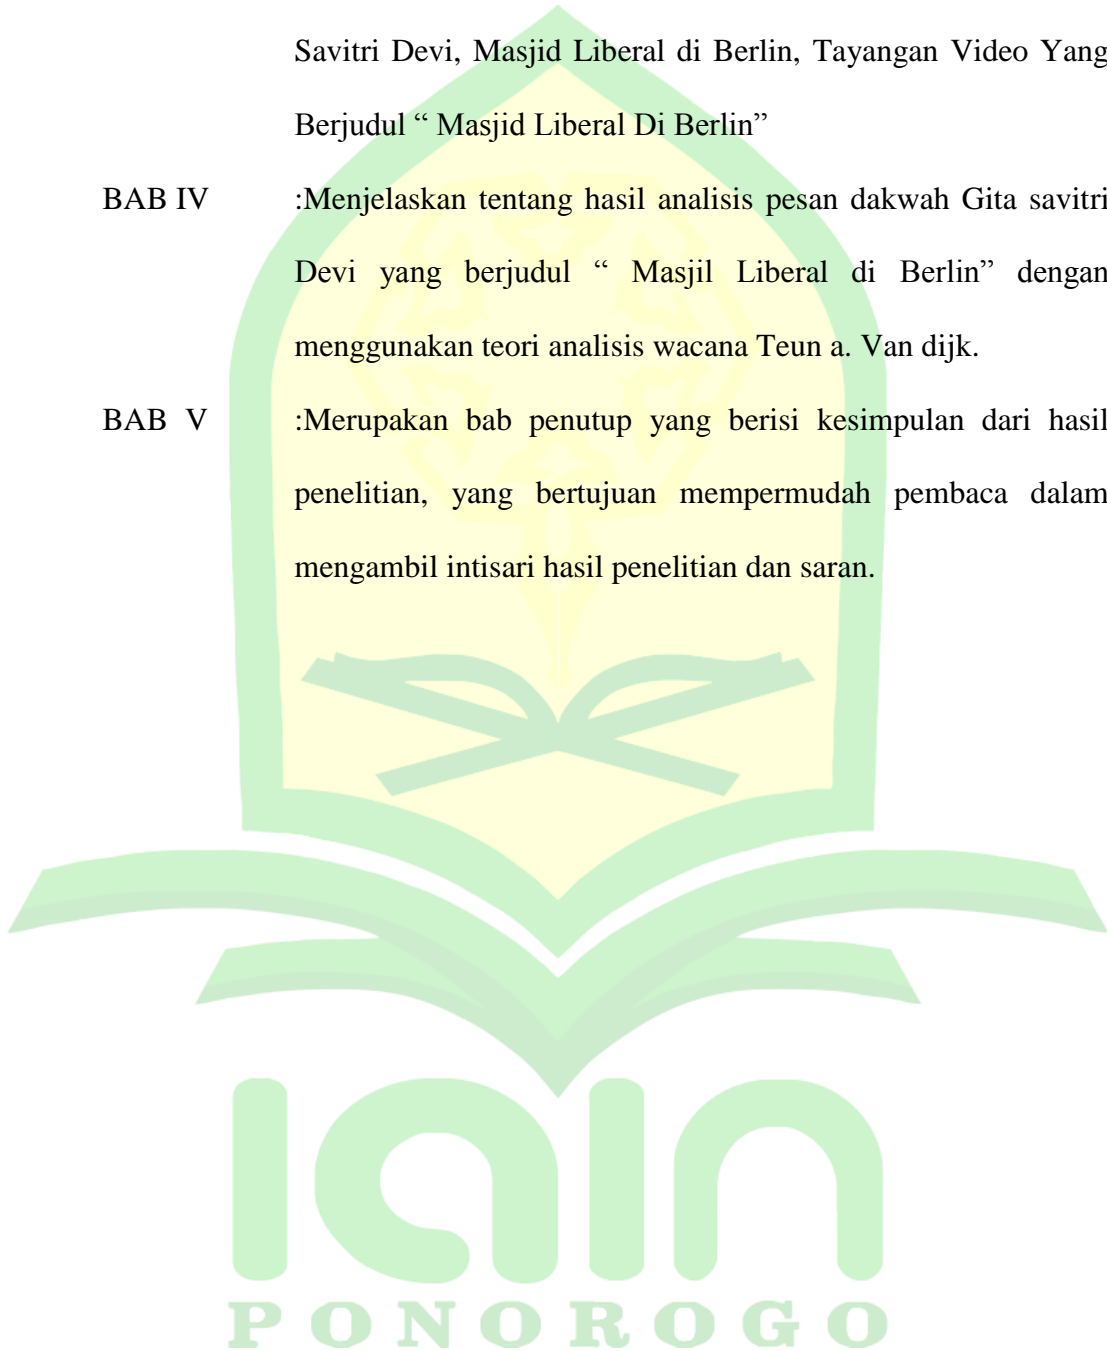 Savitri Devi, Masjid Liberal di Berlin, Tayangan Video Yang
Berjudul “ Masjid Liberal Di Berlin”
BAB IV :Menjelaskan tentang hasil analisis pesan dakwah Gita savitri
Devi yang berjudul “ Masjil Liberal di Berlin” dengan
menggunakan teori analisis wacana Teun a. Van dijk.
BAB V :Merupakan bab penutup yang berisi kesimpulan dari hasil
penelitian, yang bertujuan mempermudah pembaca dalam
mengambil intisari hasil penelitian dan saran.
iain
PONOROGO